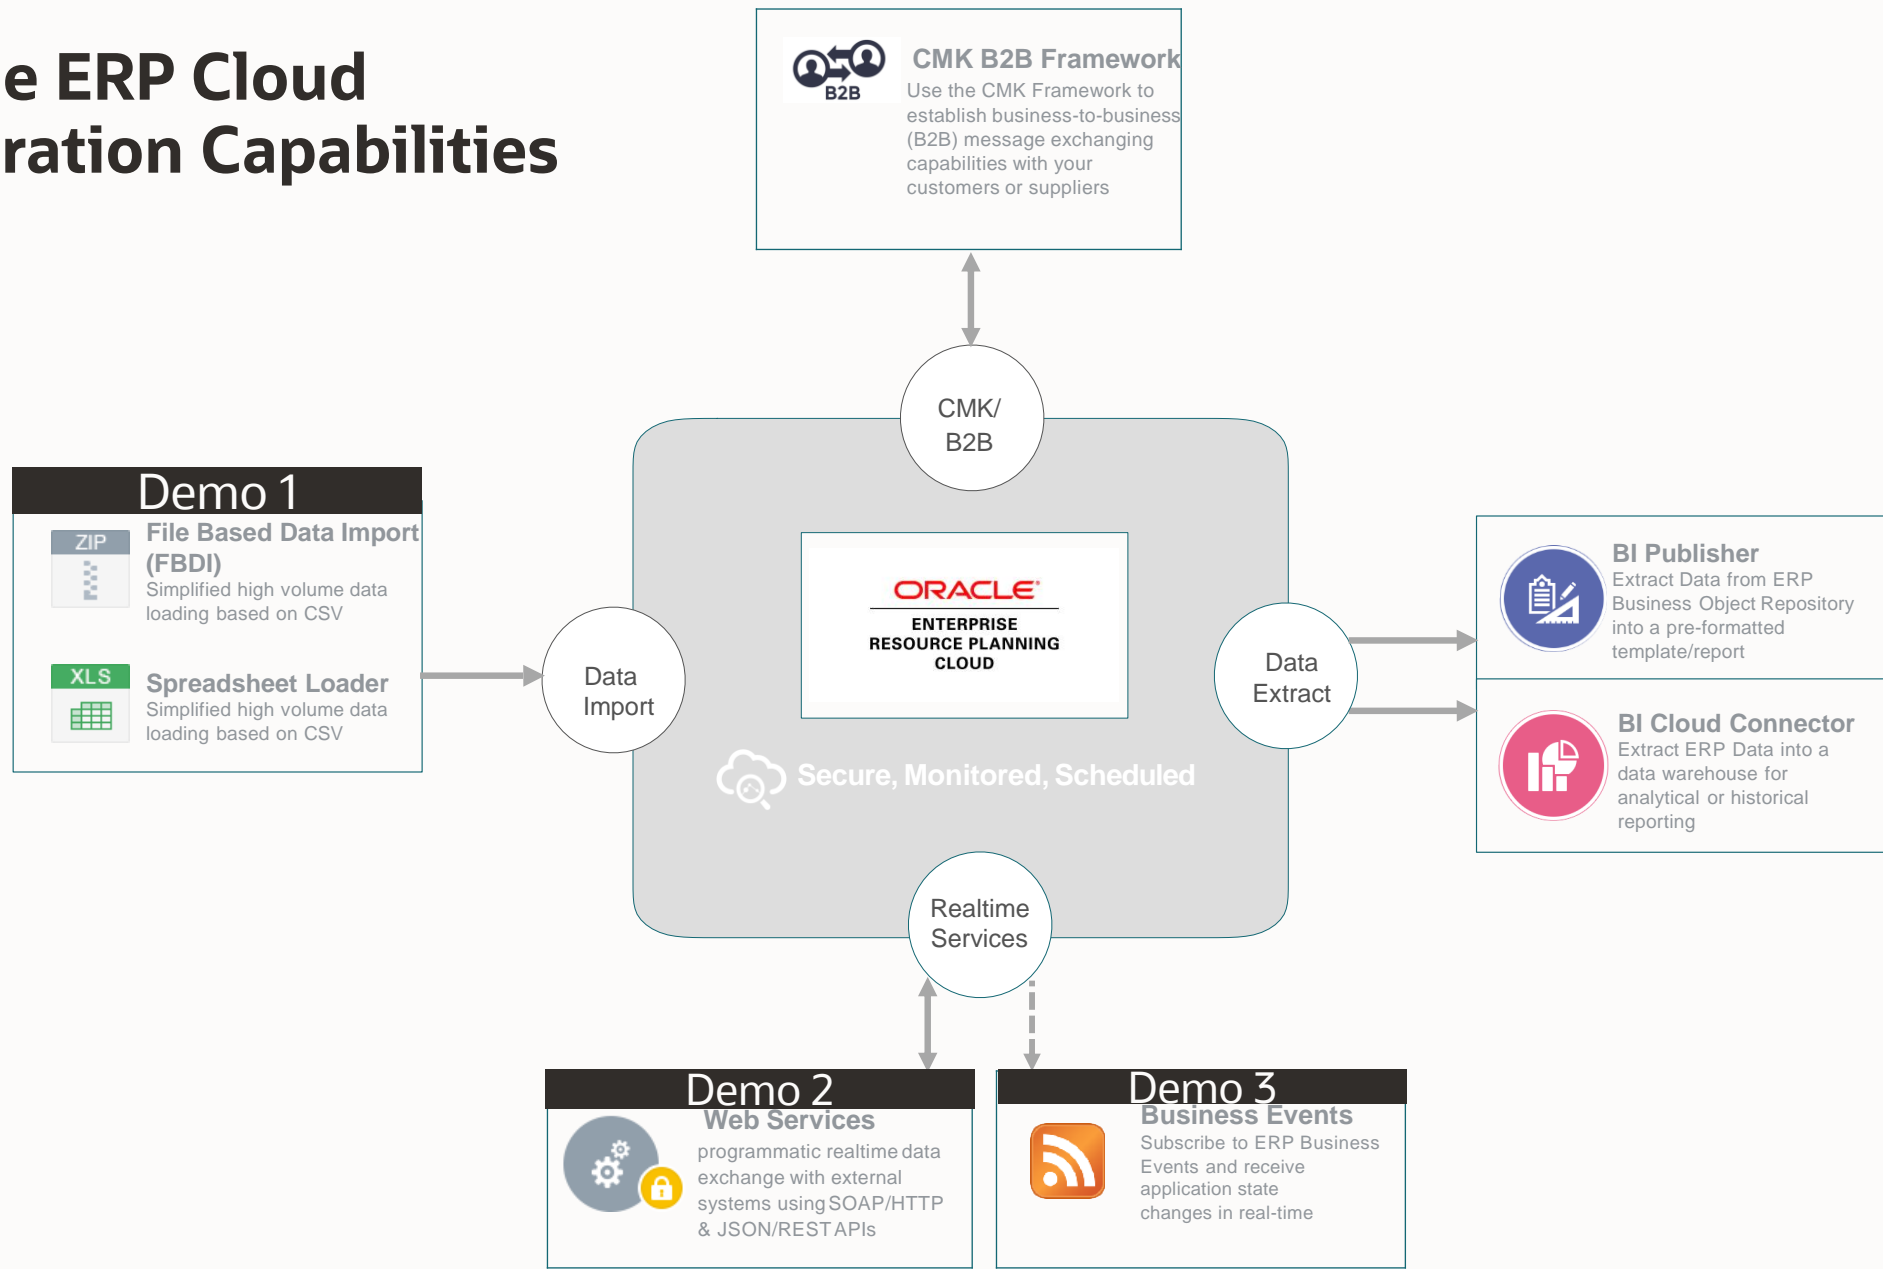 e ERP Cloud
ration Capabilities
B2B
CMK B2B Framework
Use the CMK Framework to
establish business-to-business
(B2B) message exchanging
capabilities with your
customers or suppliers
CMK/
B2B
Demo 1
ZIP
File Based Data Import
(FBDI)
Simplified high volume data
loading based on CSV
XLS
Spreadsheet Loader
Simplified high volume data
loading based on CSV
Data
Import
ORACLE®
ENTERPRISE
RESOURCE PLANNING
CLOUD
Secure, Monitored, Scheduled
Data
Extract
BI Publisher
Extract Data from ERP
Business Object Repository
into a pre-formatted
template/report
BI Cloud Connector
Extract ERP Data into a
data warehouse for
analytical or historical
reporting
Realtime
Services
Demo 2
Web Services
programmatic realtime data
exchange with external
systems using SOAP/HTTP
& JSON/REST APIs
Demo 3
Business Events
Subscribe to ERP Business
Events and receive
application state
changes in real-time